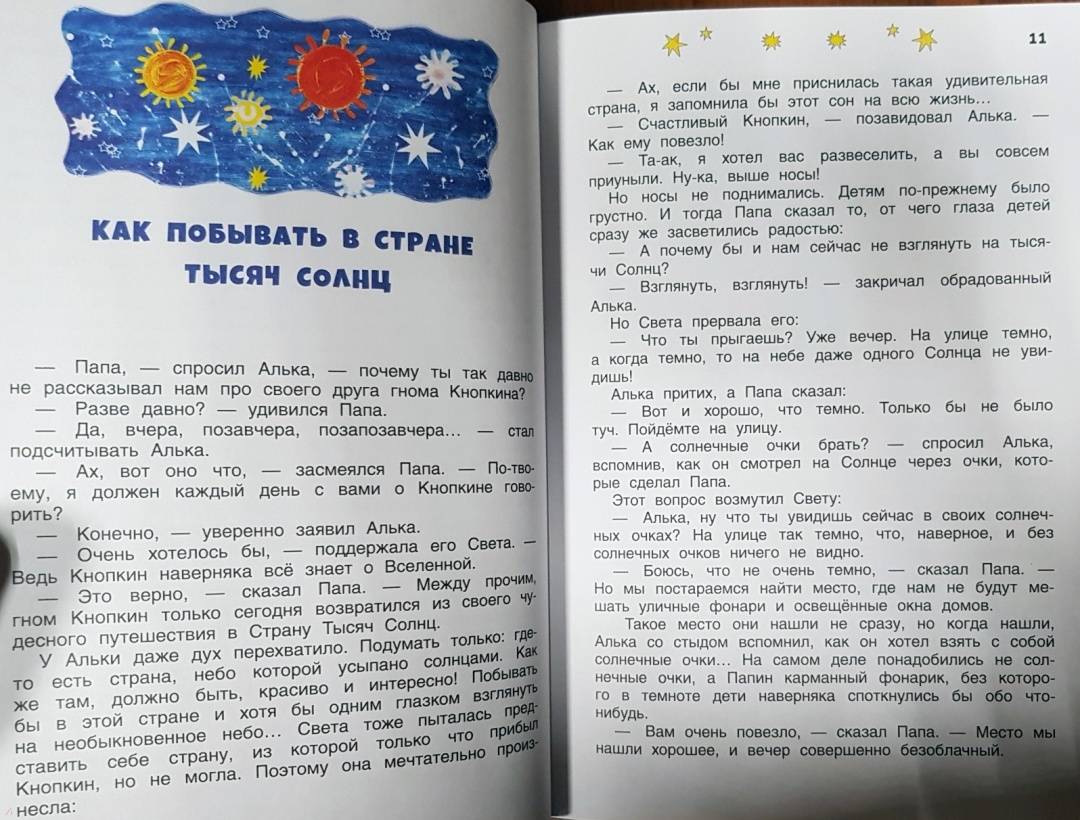 КАК ПОБЫВАТЬ В СТРАНЕ
ТЫСЯЧ СОЛНЦ
— Папа, — спросил Алька, — почему ты так давно
не рассказывал нам про своего друга гнома Кнопкина?
— Разве давно? — удивился Папа.
— Да, вчера, позавчера, позапозавчера... — стал
подсчитывать Алька.
— Ах, вот оно что, — засмеялся Папа. — По-тво-
ему, я должен каждый день с вами о Кнопкине гово-
рить?
— Конечно, — уверенно заявил Алька.
— Очень хотелось бы, — поддержала его Света. —
Ведь Кнопкин наверняка всё знает о Вселенной.
— Это верно, — сказал Папа. — Между прочим,
гном Кнопкин только сегодня возвратился из своего чу-
десного путешествия в Страну Тысяч Солнц.
У Альки даже дух перехватило. Подумать только: где-
то есть страна, небо которой усыпано солнцами. Как
же там, должно быть, красиво и интересно! Побывать
бы в этой стране и хотя бы одним глазком взглянуть
на необыкновенное небо... Света тоже пыталась пред-
ставить себе страну, из которой только что прибыл
Кнопкин, но не могла. Поэтому она мечтательно произ-
несла:
11
— Ах, если бы мне приснилась такая удивительная
страна, я запомнила бы этот сон на всю жизнь...
— Счастливый Кнопкин, — позавидовал Алька. —
Как ему повезло!
— Та-ак, я хотел вас развеселить, а вы совсем
приуныли. Ну-ка, выше носы!
Но носы не поднимались. Детям по-прежнему было
грустно. И тогда Папа сказал то, от чего глаза детей
сразу же засветились радостью:
— А почему бы и нам сейчас не взглянуть на тыся-
чи Солнц?
— Взглянуть, взглянуть! — закричал обрадованный
Алька.
Но Света прервала его:
— Что ты прыгаешь? Уже вечер. На улице темно,
а когда темно, то на небе даже одного Солнца не уви-
дишь!
Алька притих, а Папа сказал:
— Вот и хорошо, что темно. Только бы не было
туч. Пойдёмте на улицу.
— А солнечные очки брать? — спросил Алька,
вспомнив, как он смотрел на Солнце через очки, кото-
рые сделал Папа.
Этот вопрос возмутил Свету:
— Алька, ну что ты увидишь сейчас в своих солнеч-
ных очках? На улице так темно, что, наверное, и без
солнечных очков ничего не видно.
— Боюсь, что не очень темно, — сказал Папа. —
Но мы постараемся найти место, где нам не будут ме-
шать уличные фонари и освещённые окна домов.
Такое место они нашли не сразу, но когда нашли,
Алька со стыдом вспомнил, как он хотел взять с собой
солнечные очки... На самом деле понадобились не сол-
нечные очки, а Папин карманный фонарик, без которо-
го в темноте дети наверняка споткнулись бы обо что-
нибудь.
— Вам очень повезло, — сказал Папа. — Место мы
нашли хорошее, и вечер совершенно безоблачный.